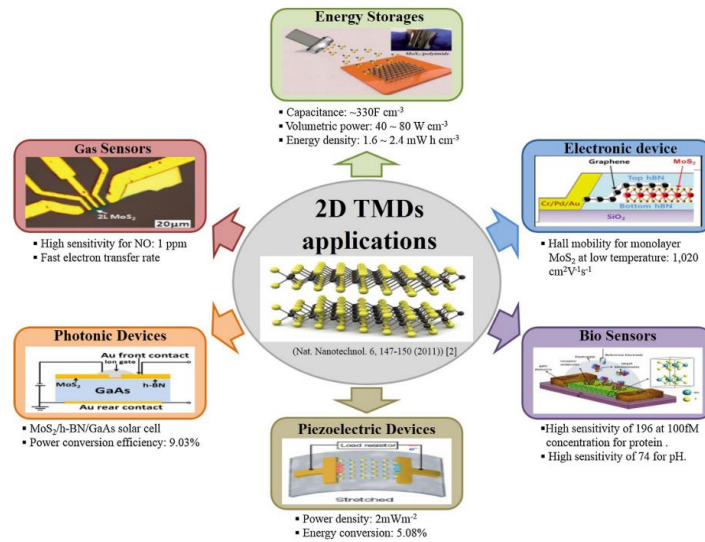 Energy Storages
▪ Capacitance: ~330F cm-3
▪ Volumetric power: 40 ~ 80 W cm-3
▪ Energy density: 1.6 ~ 2.4 mW h cm-3
Gas Sensors
2L MoS2
20μm
▪ High sensitivity for NO: 1 ppm
▪ Fast electron transfer rate
Electronic device
Graphene
MoS2
Top hBN
Cr/Pd/Au
Bottom hBN
SiO2
▪ Hall mobility for monolayer
MoS2 at low temperature: 1,020
cm2V-1s-1
2D TMDs
applications
(Nat. Nanotechnol. 6, 147-150 (2011)) [2]
Photonic Devices
Au front contact
Ion gate
MoS2
h-BN
GaAs
Au rear contact
▪ MoS2/h-BN/GaAs solar cell
▪ Power conversion efficiency: 9.03%
Bio Sensors
Reference Electrode
▪High sensitivity of 196 at 100fM
concentration for protein .
▪ High sensitivity of 74 for pH.
Piezoelectric Devices
Load resistor
Stretched
▪ Power density: 2mWm-2
▪ Energy conversion: 5.08%